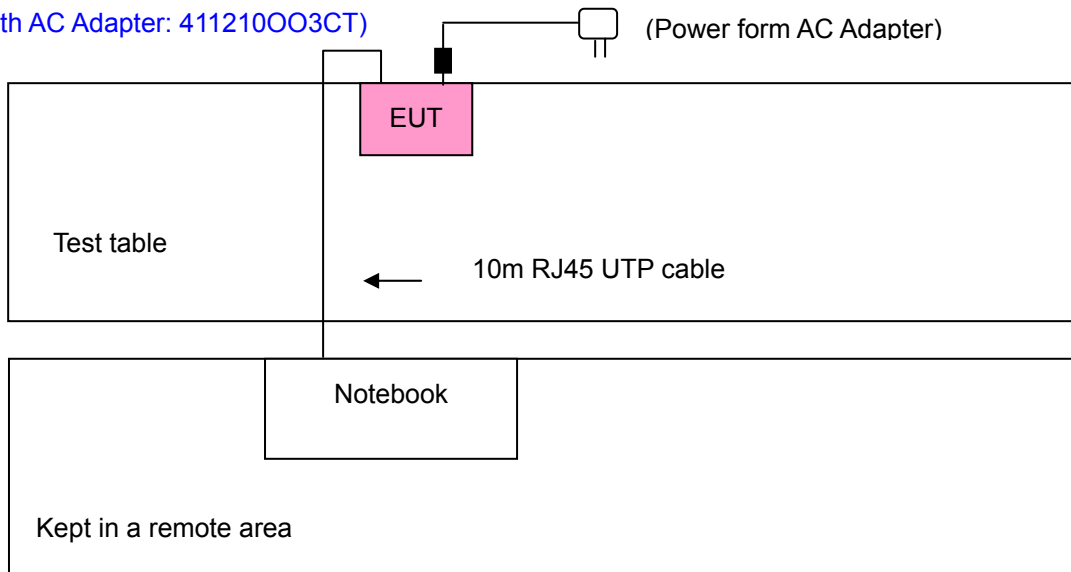 th AC Adapter: 411210OO3CT)
(Power form AC Adapter)
EUT
Test table
10m RJ45 UTP cable
Notebook
Kept in a remote area